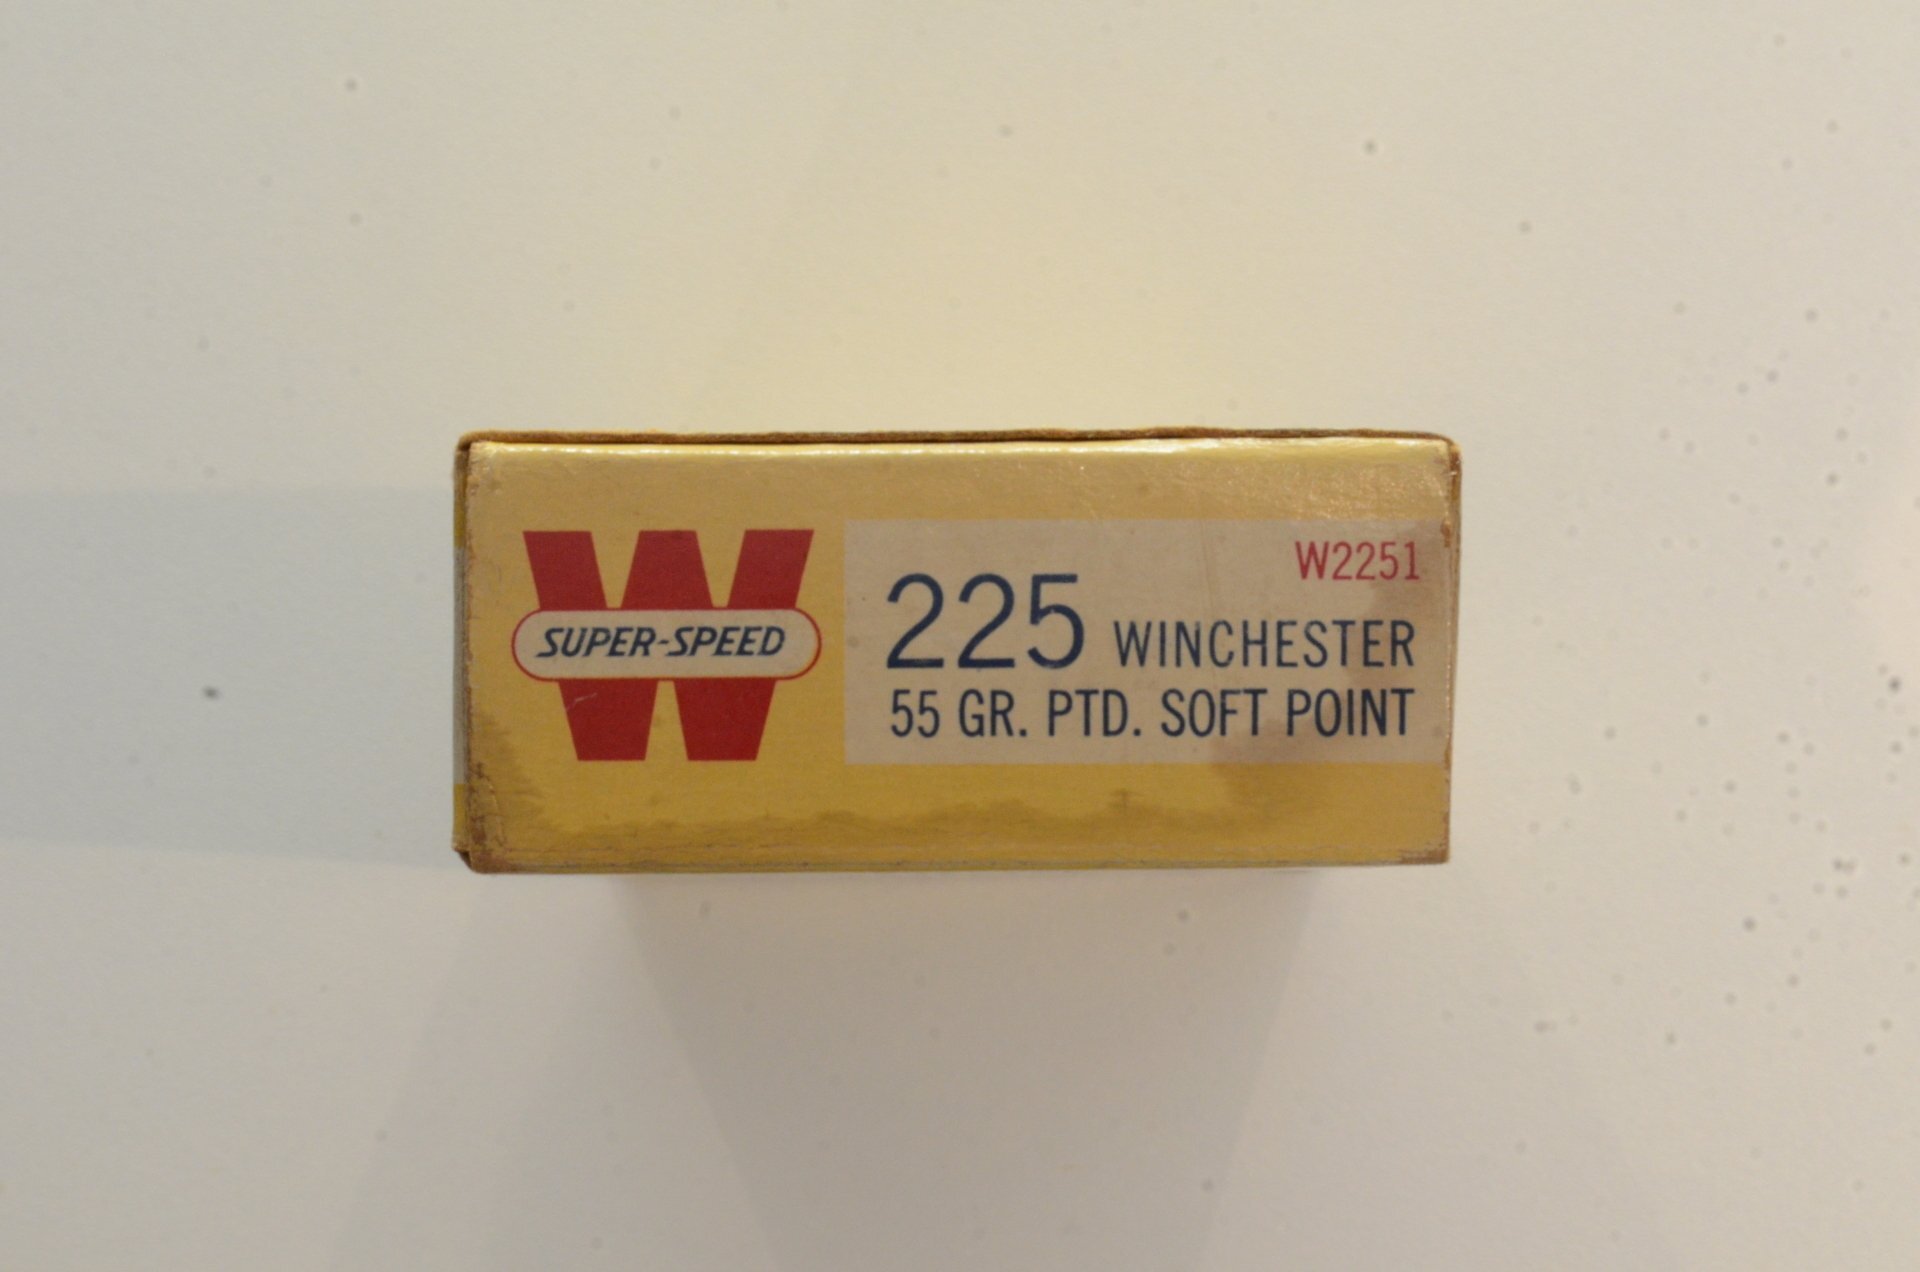 SUPER-SPEED
W2251
225 WINCHESTER
55 GR. PTD. SOFT POINT